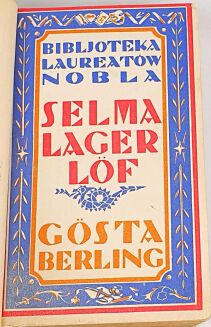 BIBLJOTEKA
LAUREATÓW
NOBLA
SELMA
LAGER
LÖF
GÖSTA
BERLING